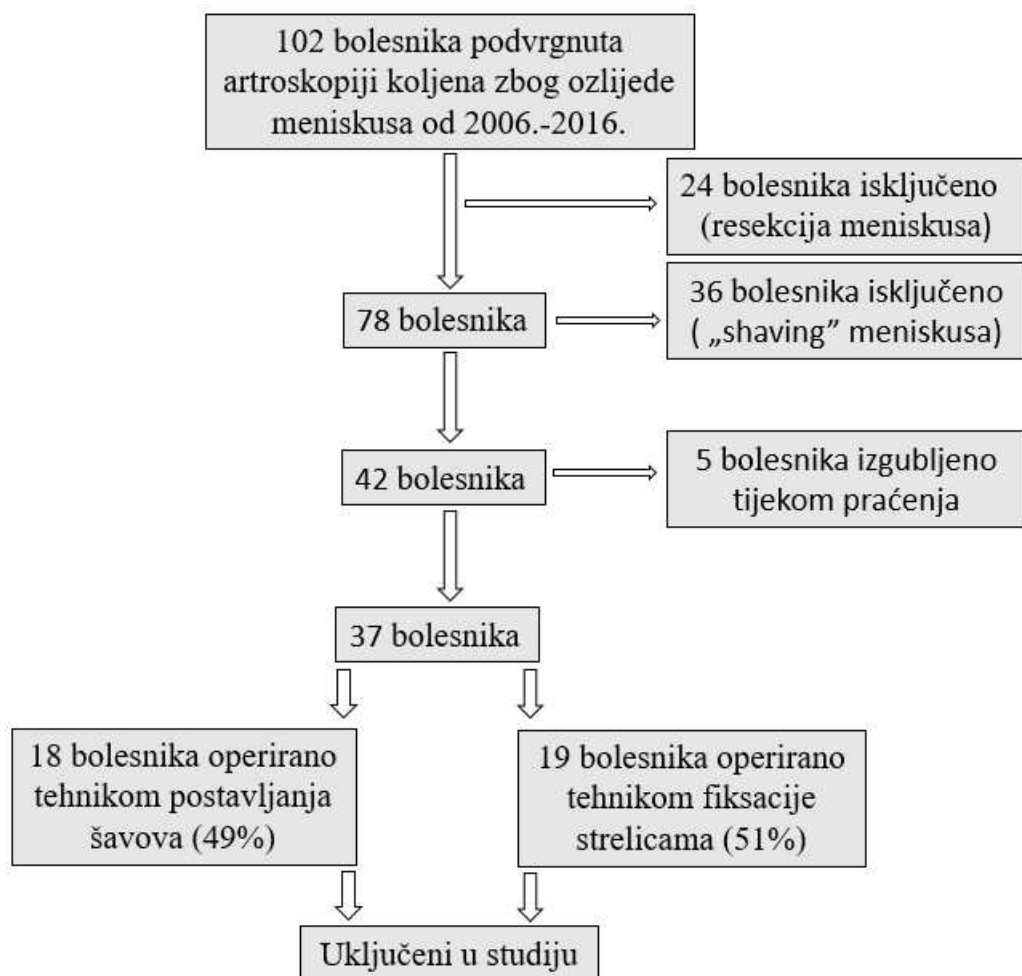 102 bolesnika podvrgnuta
artroskopiji koljena zbog ozlijede
meniskusa od 2006.-2016.
24 bolesnika isključeno
(resekcija meniskusa)
78 bolesnika
36 bolesnika isključeno
( „shaving” meniskusa)
42 bolesnika
5 bolesnika izgubljeno
tijekom praćenja
37 bolesnika
18 bolesnika operirano
tehnikom postavljanja
šavova (49%)
19 bolesnika operirano
tehnikom fiksacije
strelicama (51%)
Uključeni u studiju